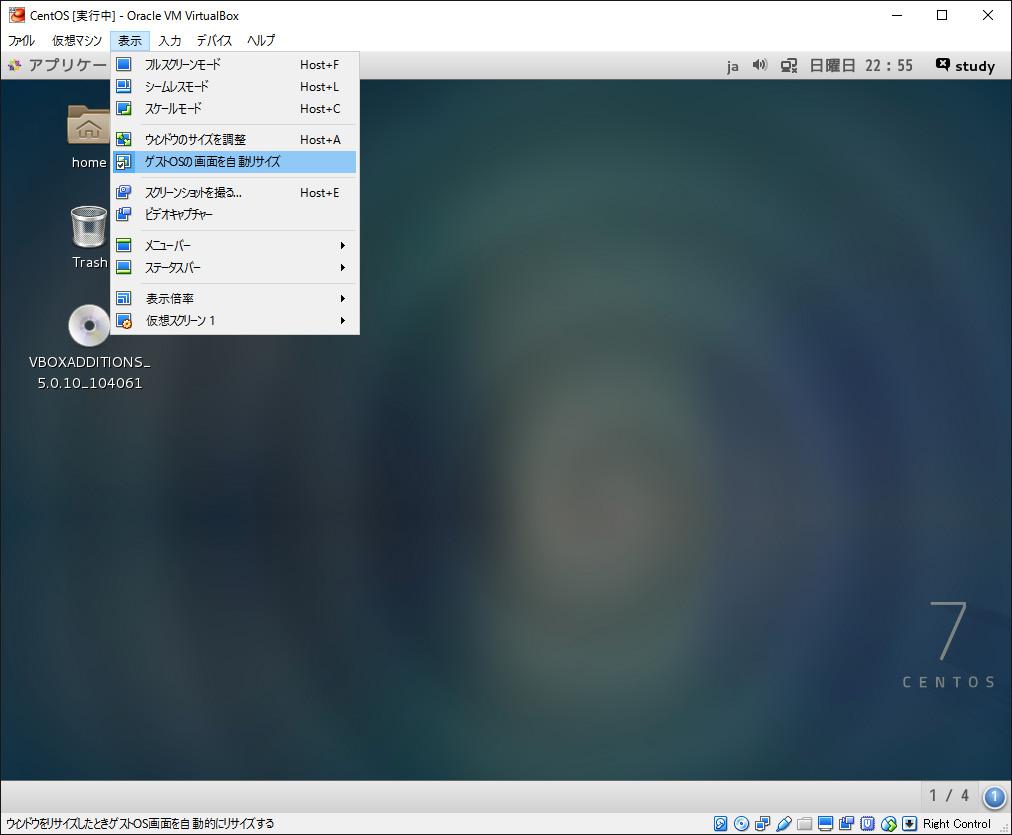 CentOS [実行中] - Oracle VM VirtualBox
ファイル 仮想マシン 表示 入力 デバイス ヘルプ
アプリケー ja 日曜日 22 : 55 study
フルスクリーンモード Host+F
シームレスモード Host+L
スケールモード Host+C
ウィンドウのサイズを調整 Host+A
ゲストOSの画面を自動リサイズ
スクリーンショットを撮る... Host+E
ビデオキャプチャー
メニューバー
ステータスバー
表示倍率
仮想スクリーン 1
home
Trash
VBOXADDITIONS_
5.0.10_104061
7
CENTOS
1 / 4 1
ウィンドウをリサイズしたときゲストOS画面を自動的にリサイズする Right Control